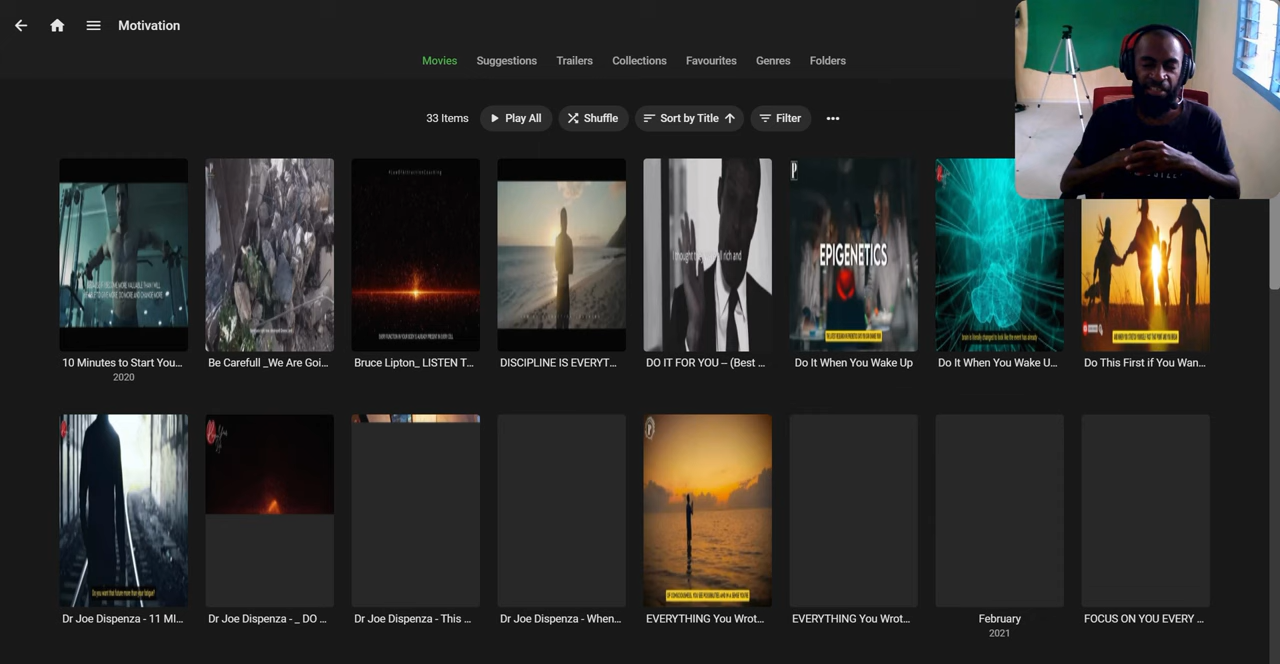 Motivation
Movies
Suggestions
Trailers
Collections
Favourites
Genres
Folders
33 Items
Play All
Shuffle
Sort by Title
Filter
I thought
ll rich and
P
EPIGENETICS
10 Minutes to Start You...
2020
Be Carefull _We Are Goi...
Bruce Lipton_ LISTEN T...
DISCIPLINE IS EVERYT...
DO IT FOR YOU – (Best ...
Do It When You Wake Up
Do It When You Wake U...
Do This First if You Wan...
Dr Joe Dispenza - 11 MI...
Dr Joe Dispenza - _ DO ...
Dr Joe Dispenza - This ...
Dr Joe Dispenza - When...
EVERYTHING You Wrot...
EVERYTHING You Wrot...
February
2021
FOCUS ON YOU EVERY ...